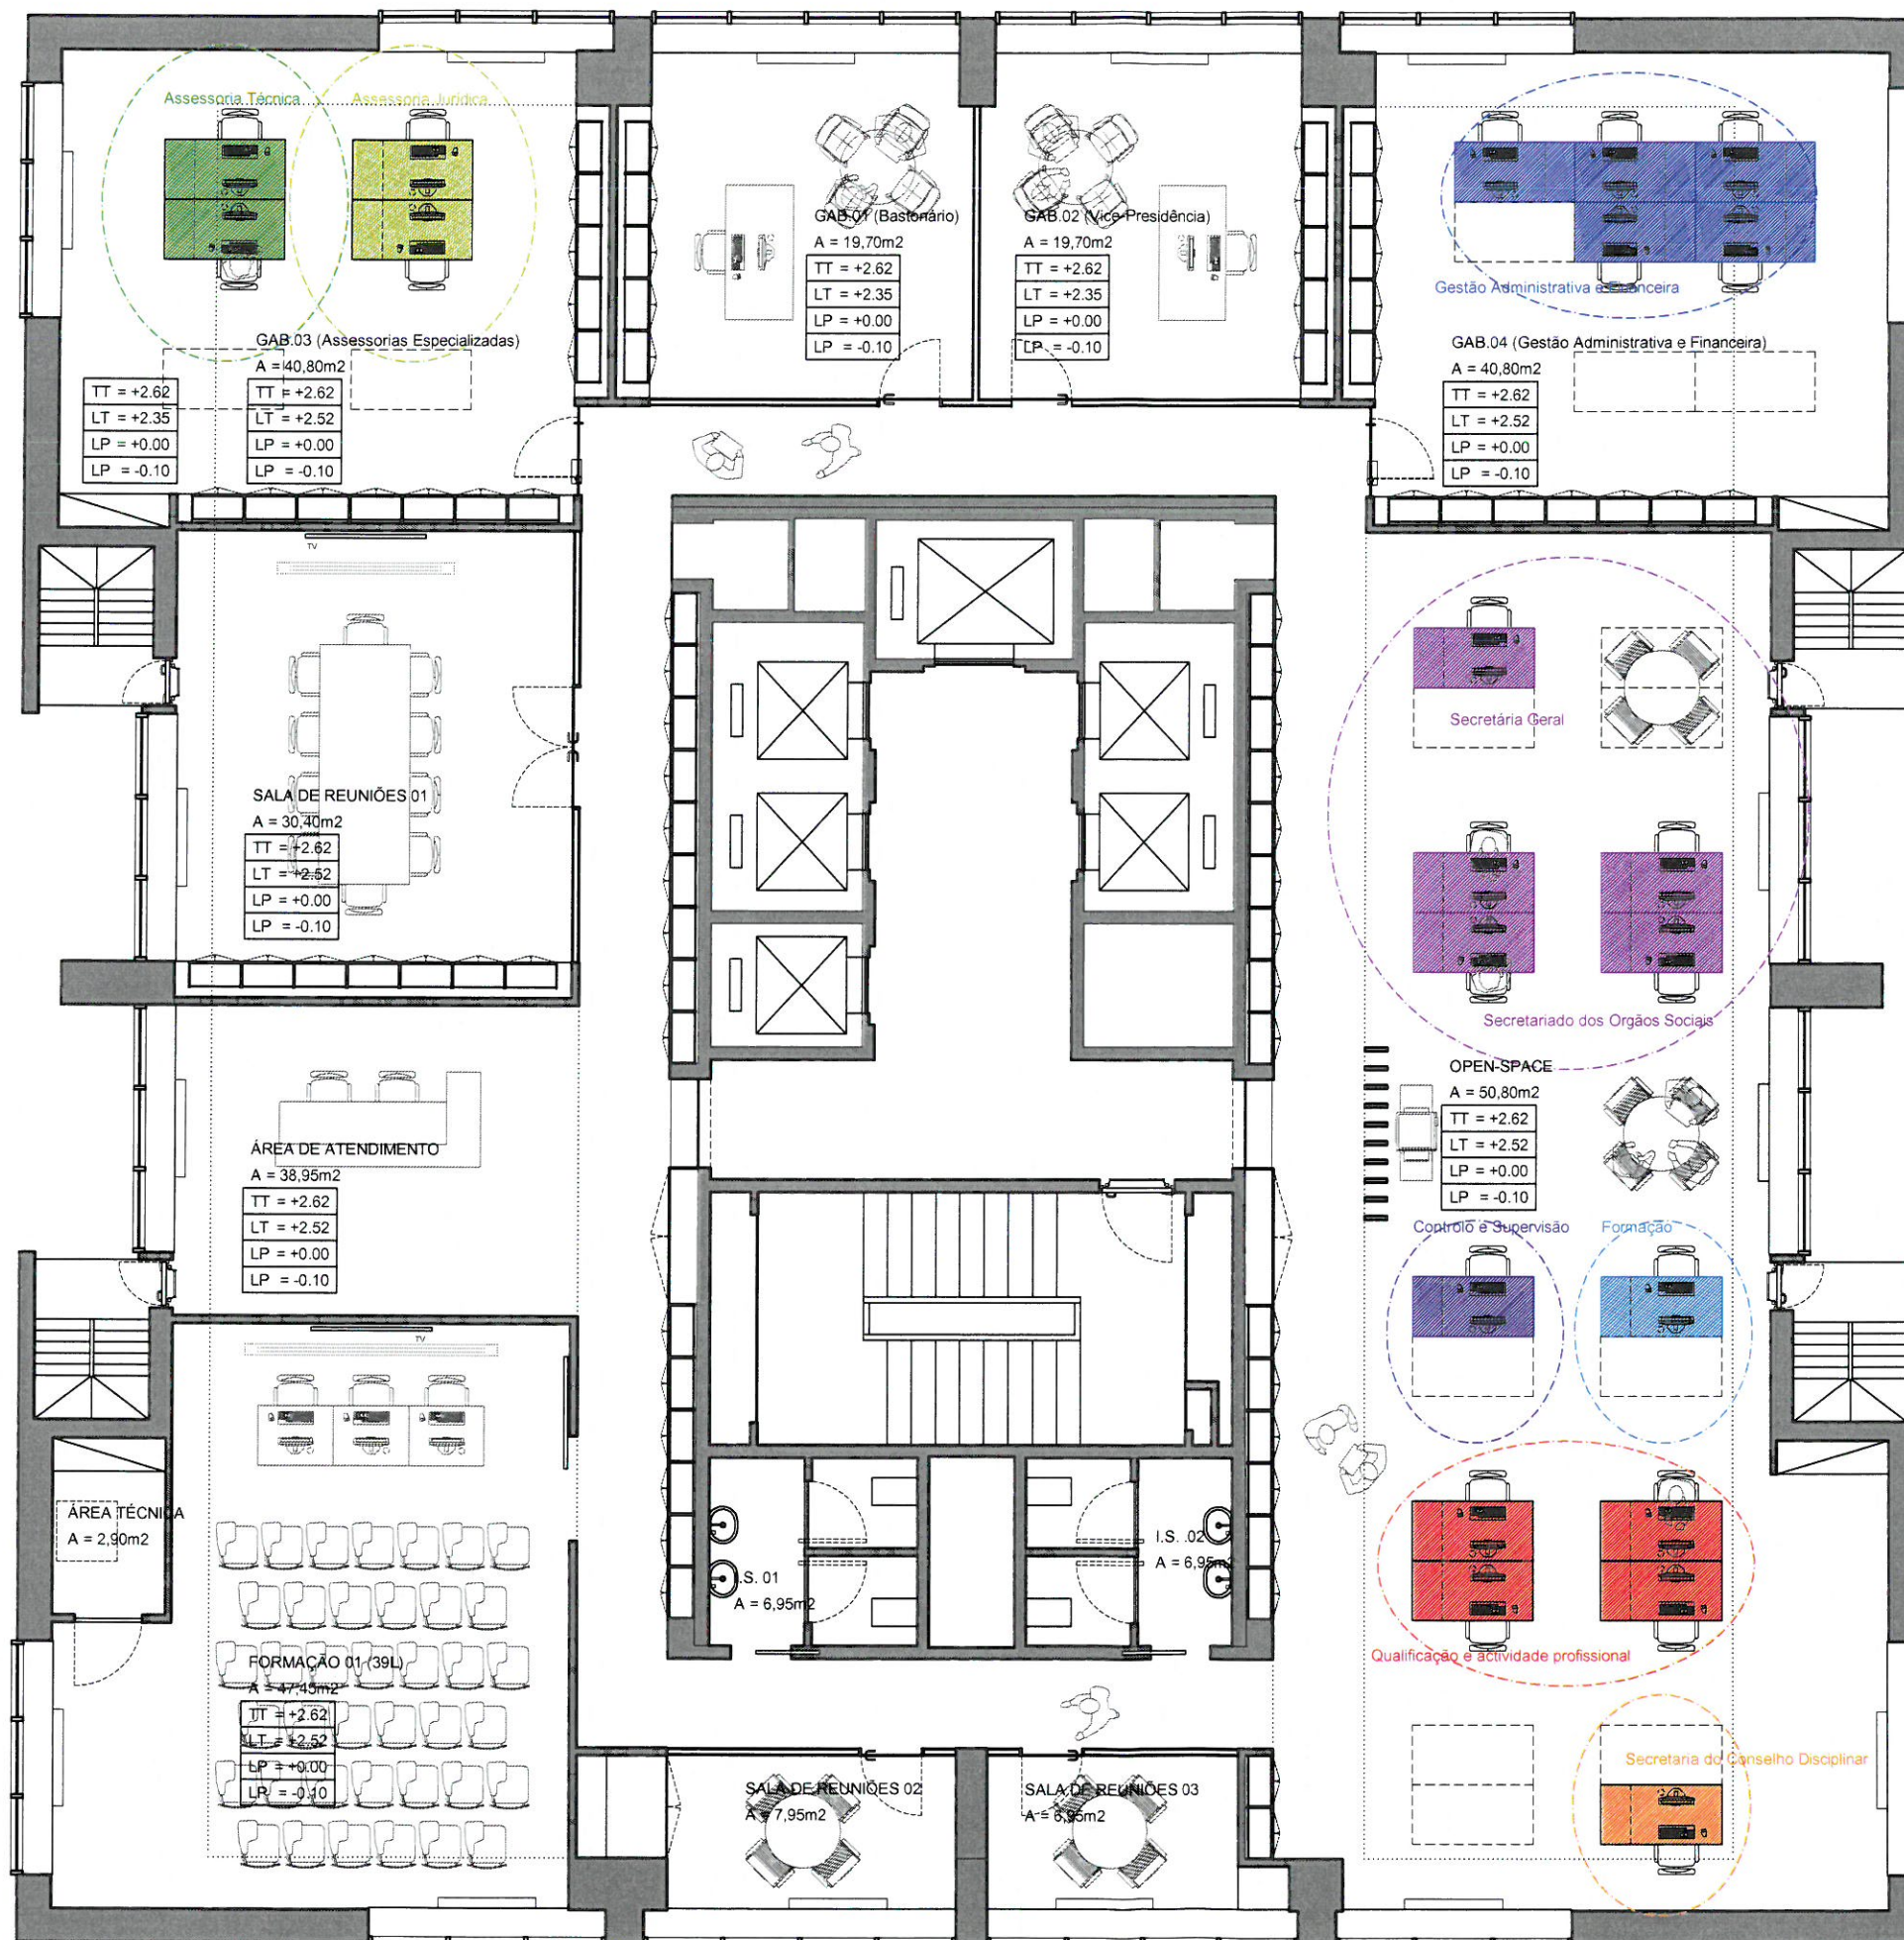 Assessoria Técnica
Assessoria Jurídica
GAB.03 (Assessorias Especializadas)
A = 40,80m2
TT = +2.62
LT = +2.35
LP = +0.00
LP = -0.10
TT = +2.62
LT = +2.52
LP = +0.00
LP = -0.10
GAB.01 (Bastonário)
A = 19,70m2
TT = +2.62
LT = +2.35
LP = +0.00
LP = -0.10
GAB.02 (Vice-Presidência)
A = 19,70m2
TT = +2.62
LT = +2.35
LP = +0.00
LP = -0.10
Gestão Administrativa e Financeira
GAB.04 (Gestão Administrativa e Financeira)
A = 40,80m2
TT = +2.62
LT = +2.52
LP = +0.00
LP = -0.10
TV
SALA DE REUNIÕES 01
A = 30,40m2
TT = +2.62
LT = +2.52
LP = +0.00
LP = -0.10
Secretária Geral
Secretariado dos Orgãos Sociais
OPEN-SPACE
A = 50,80m2
TT = +2.62
LT = +2.52
LP = +0.00
LP = -0.10
ÁREA DE ATENDIMENTO
A = 38,95m2
TT = +2.62
LT = +2.52
LP = +0.00
LP = -0.10
Controlo e Supervisão
Formação
TV
ÁREA TÉCNICA
A = 2,90m2
I.S. 01
A = 6,95m2
I.S. .02
A = 6,95m2
FORMAÇÃO 01 (39L)
A = 47,45m2
TT = +2.62
LT = +2.52
LP = +0.00
LP = -0.10
Qualificação e actividade profissional
Secretaria do Conselho Disciplinar
SALA DE REUNIÕES 02
A = 7,95m2
SALA DE REUNIÕES 03
A = 6,95m2